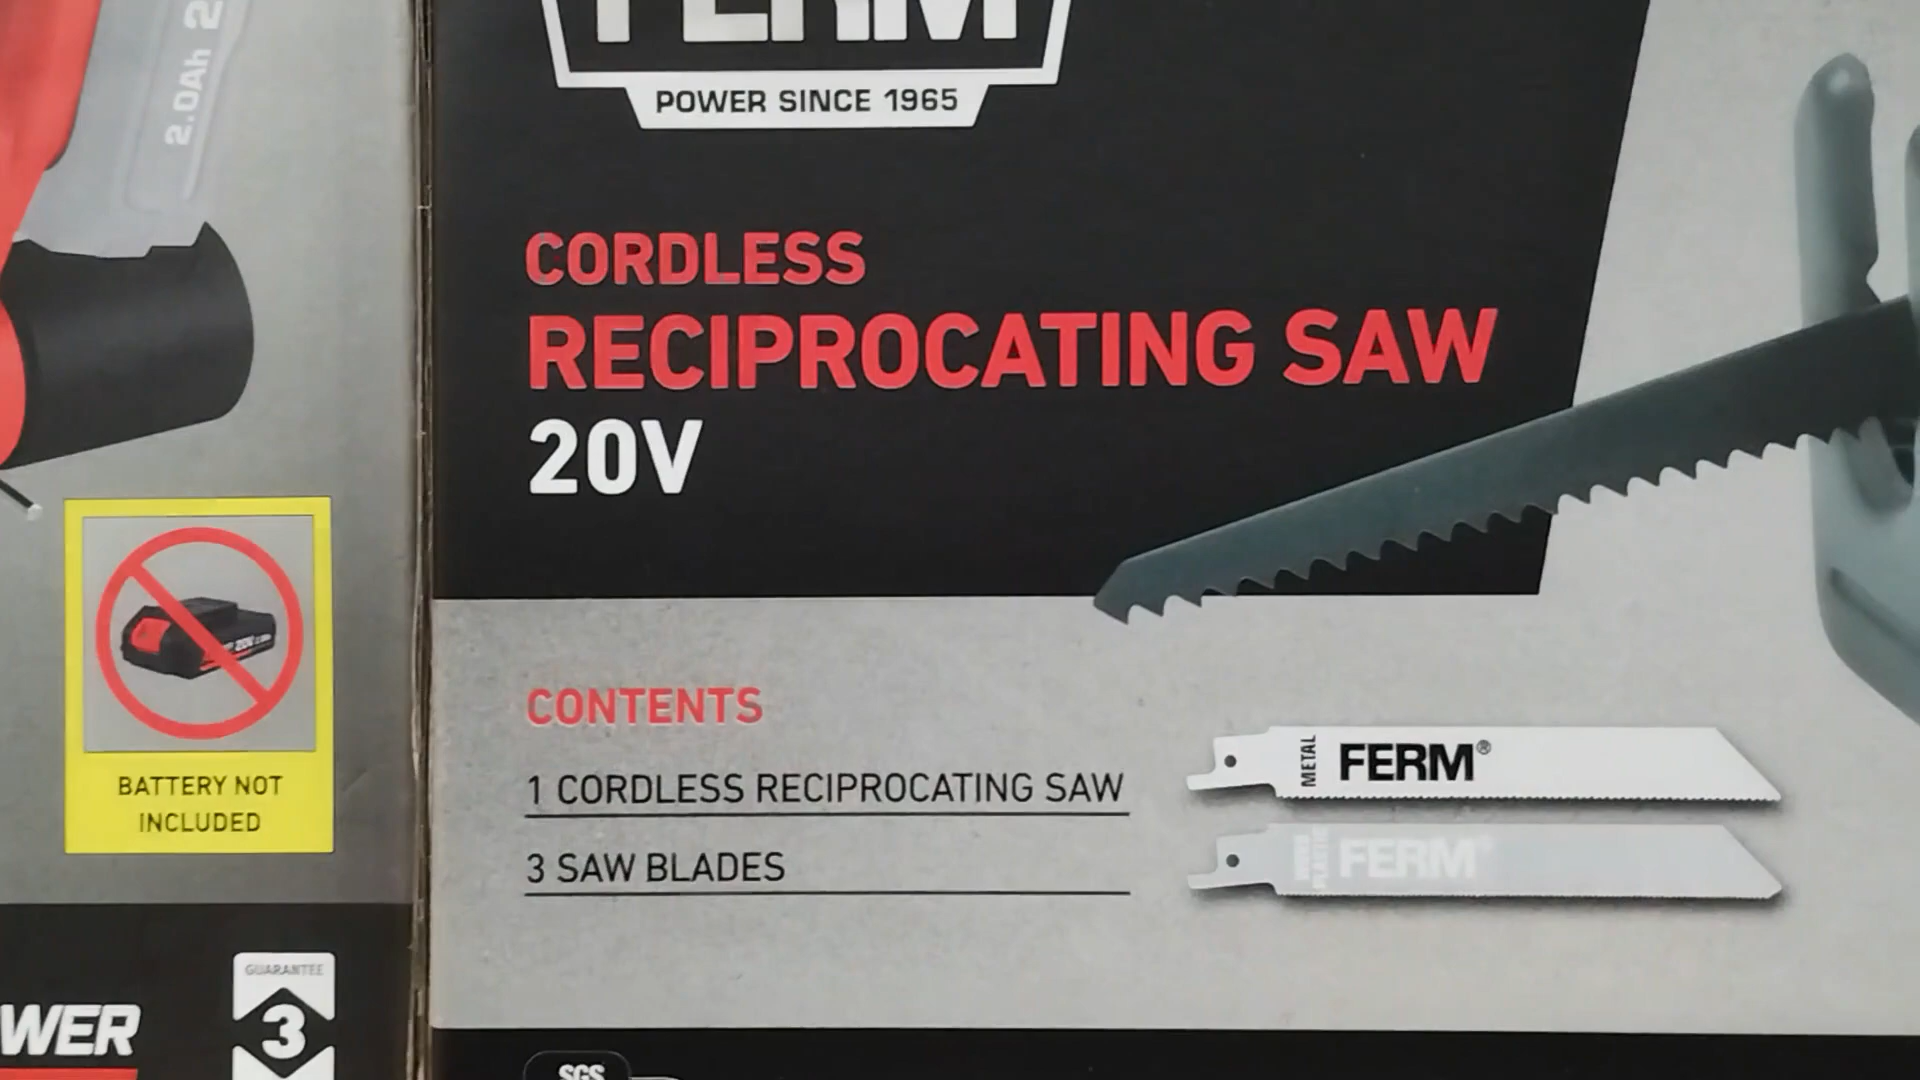 2.0Ah
BATTERY NOT
INCLUDED
WER
GUARANTEE
3
FERM
POWER SINCE 1965
CORDLESS
RECIPROCATING SAW
20V
CONTENTS
1 CORDLESS RECIPROCATING SAW
3 SAW BLADES
METAL
FERM®
FERM
SGS